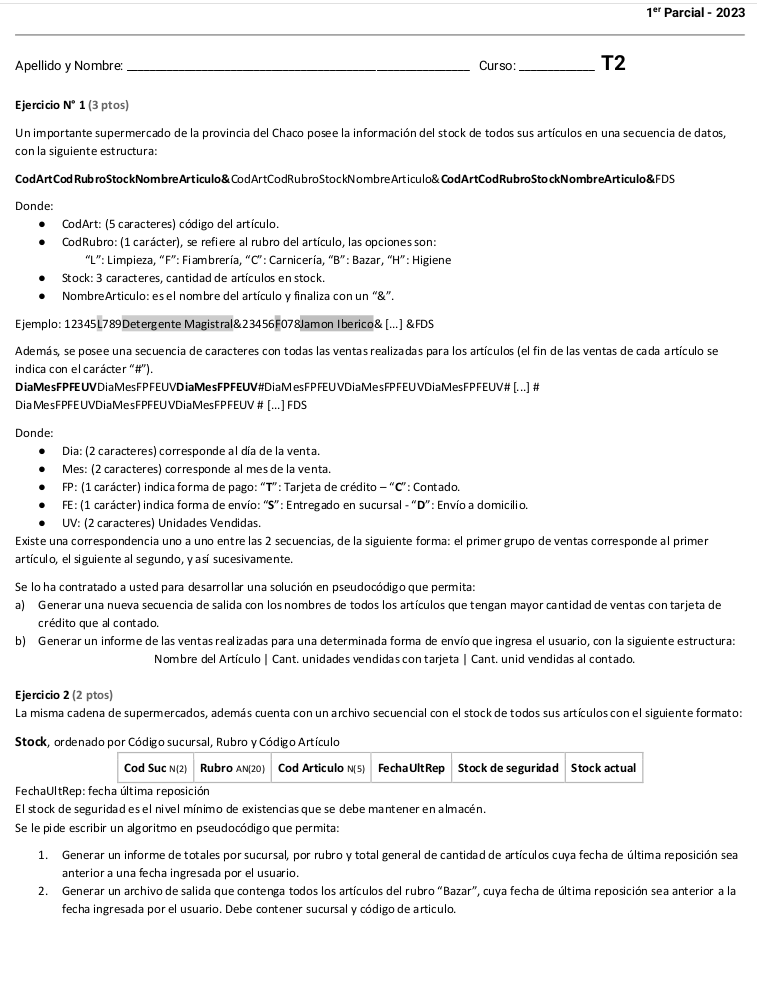 1er Parcial - 2023
Apellido y Nombre: ____________________________________________________ Curso: _____________ T2
Ejercicio N° 1 (3 ptos)
Un importante supermercado de la provincia del Chaco posee la información del stock de todos sus artículos en una secuencia de datos,
con la siguiente estructura:
CodArtCodRubroStockNombreArticulo&CodArtCodRubroStockNombreArticulo&CodArtCodRubroStockNombreArticulo&FDS
Donde:
● CodArt: (5 caracteres) código del artículo.
● CodRubro: (1 carácter), se refiere al rubro del artículo, las opciones son:
"L": Limpieza, "F": Fiambrería, "C": Carnicería, "B": Bazar, "H": Higiene
● Stock: 3 caracteres, cantidad de artículos en stock.
● NombreArticulo: es el nombre del artículo y finaliza con un "&".
Ejemplo: 12345L789Detergente Magistral&23456F078Jamon Iberico& [...] &FDS
Además, se posee una secuencia de caracteres con todas las ventas realizadas para los artículos (el fin de las ventas de cada artículo se
indica con el carácter "#").
DiaMesFPFEUVDiaMesFPFEUVDiaMesFPFEUV#DiaMesFPFEUVDiaMesFPFEUVDiaMesFPFEUV# [...] #
DiaMesFPFEUVDiaMesFPFEUVDiaMesFPFEUV # [...] FDS
Donde:
● Dia: (2 caracteres) corresponde al día de la venta.
● Mes: (2 caracteres) corresponde al mes de la venta.
● FP: (1 carácter) indica forma de pago: "T": Tarjeta de crédito – "C": Contado.
● FE: (1 carácter) indica forma de envío: "S": Entregado en sucursal - "D": Envío a domicilio.
● UV: (2 caracteres) Unidades Vendidas.
Existe una correspondencia uno a uno entre las 2 secuencias, de la siguiente forma: el primer grupo de ventas corresponde al primer
artículo, el siguiente al segundo, y así sucesivamente.
Se lo ha contratado a usted para desarrollar una solución en pseudocódigo que permita:
a) Generar una nueva secuencia de salida con los nombres de todos los artículos que tengan mayor cantidad de ventas con tarjeta de
crédito que al contado.
b) Generar un informe de las ventas realizadas para una determinada forma de envío que ingresa el usuario, con la siguiente estructura:
Nombre del Artículo | Cant. unidades vendidas con tarjeta | Cant. unid vendidas al contado.
Ejercicio 2 (2 ptos)
La misma cadena de supermercados, además cuenta con un archivo secuencial con el stock de todos sus artículos con el siguiente formato:
Stock, ordenado por Código sucursal, Rubro y Código Artículo
Cod Suc N(2) Rubro AN(20) Cod Articulo N(5) FechaUltRep Stock de seguridad Stock actual
FechaUltRep: fecha última reposición
El stock de seguridad es el nivel mínimo de existencias que se debe mantener en almacén.
Se le pide escribir un algoritmo en pseudocódigo que permita:
1. Generar un informe de totales por sucursal, por rubro y total general de cantidad de artículos cuya fecha de última reposición sea
anterior a una fecha ingresada por el usuario.
2. Generar un archivo de salida que contenga todos los artículos del rubro "Bazar", cuya fecha de última reposición sea anterior a la
fecha ingresada por el usuario. Debe contener sucursal y código de articulo.